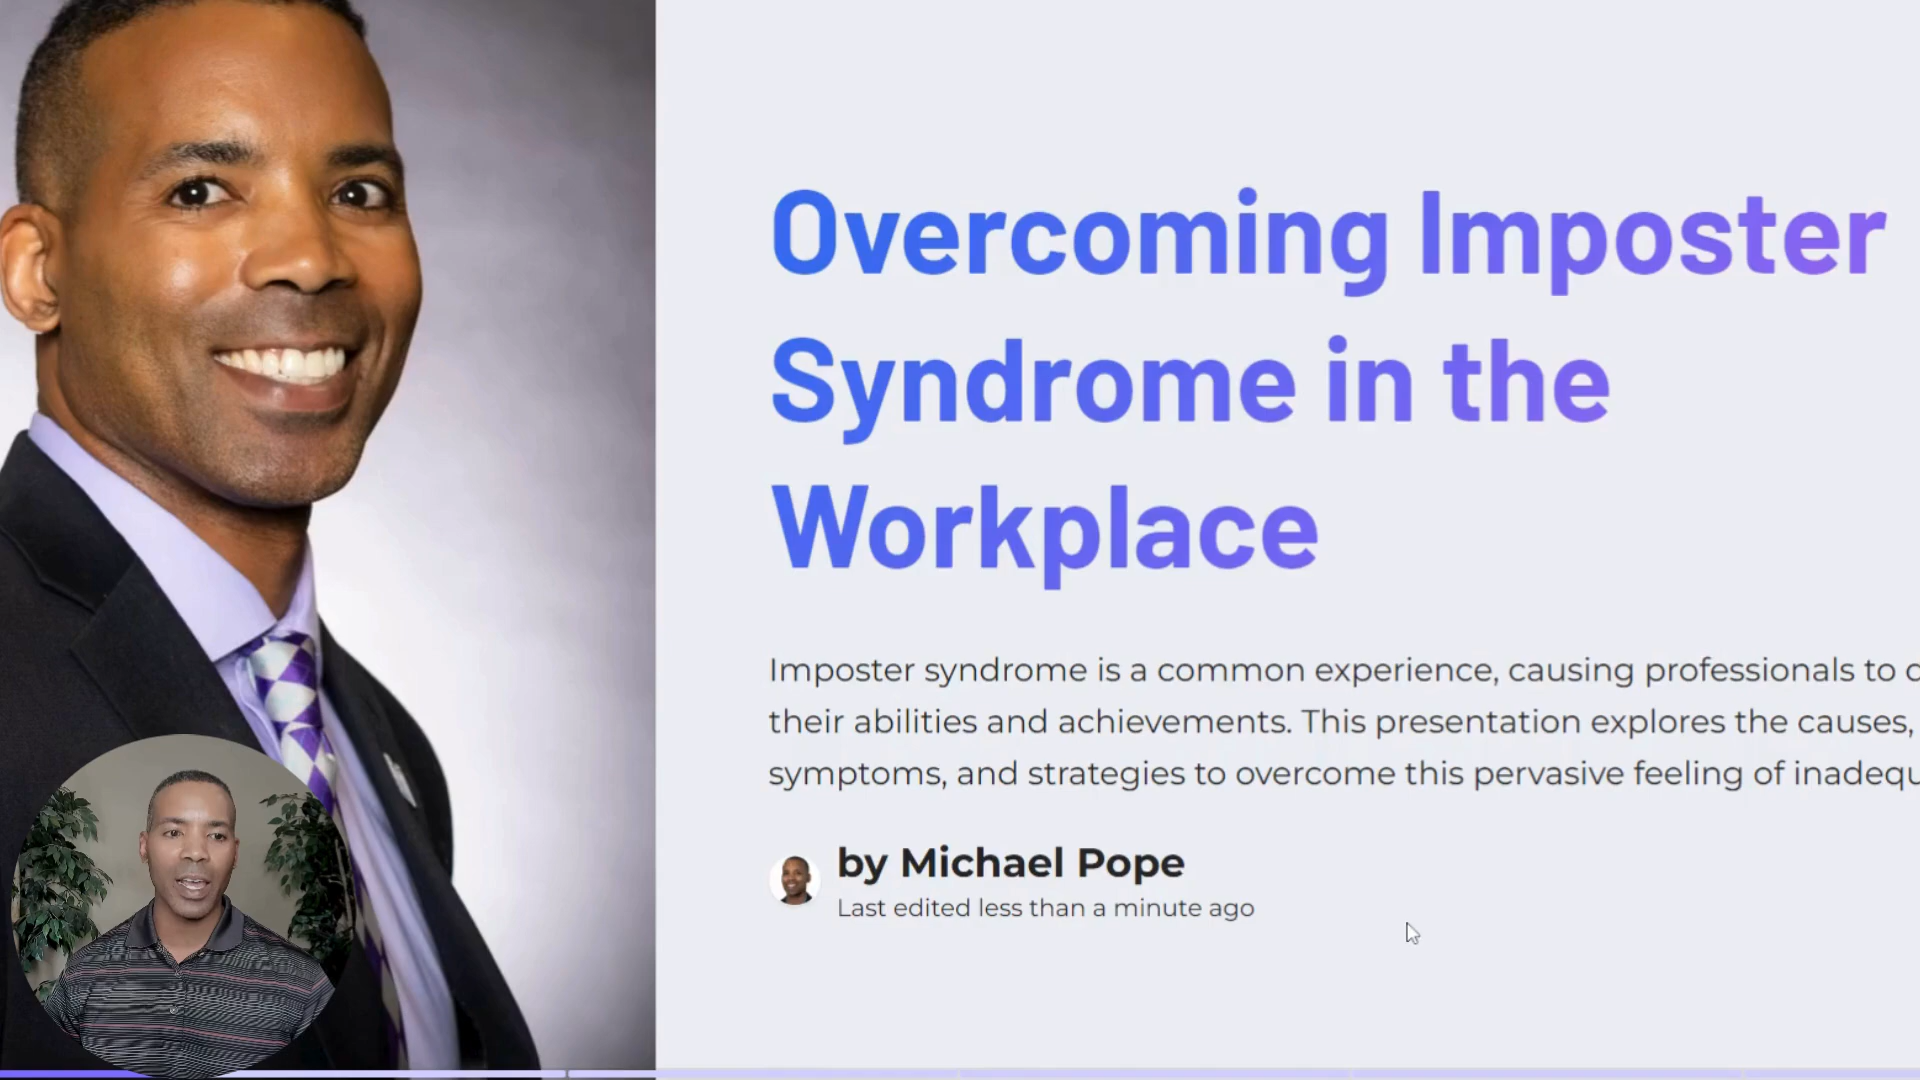 Overcoming Imposter
Syndrome in the
Workplace
Imposter syndrome is a common experience, causing professionals to
their abilities and achievements. This presentation explores the causes,
symptoms, and strategies to overcome this pervasive feeling of
by Michael Pope
Last edited less than a minute ago